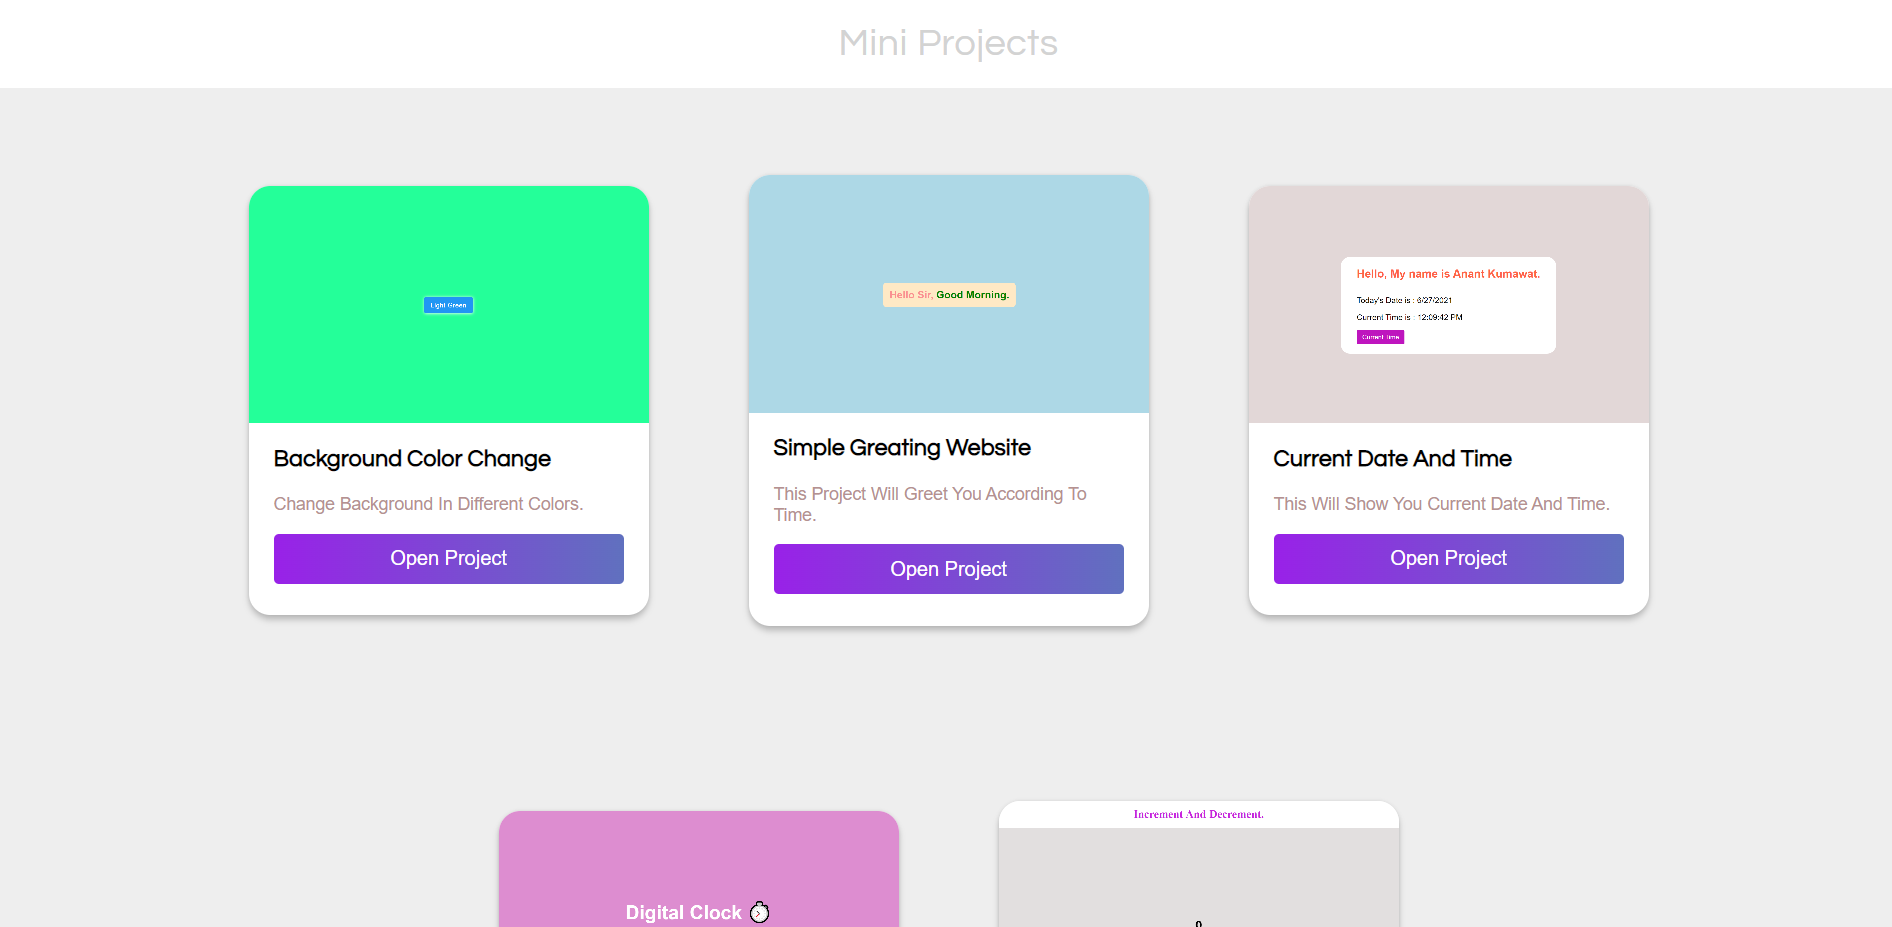 Mini Projects
Light Green
Background Color Change
Change Background In Different Colors.
Open Project
Hello Sir, Good Morning.
Simple Greating Website
This Project Will Greet You According To
Time.
Open Project
Hello, My name is Anant Kumawat.
Today's Date is : 6/27/2021
Current Time is : 12:09:42 PM
Current Time
Current Date And Time
This Will Show You Current Date And Time.
Open Project
Digital Clock
Increment And Decrement.